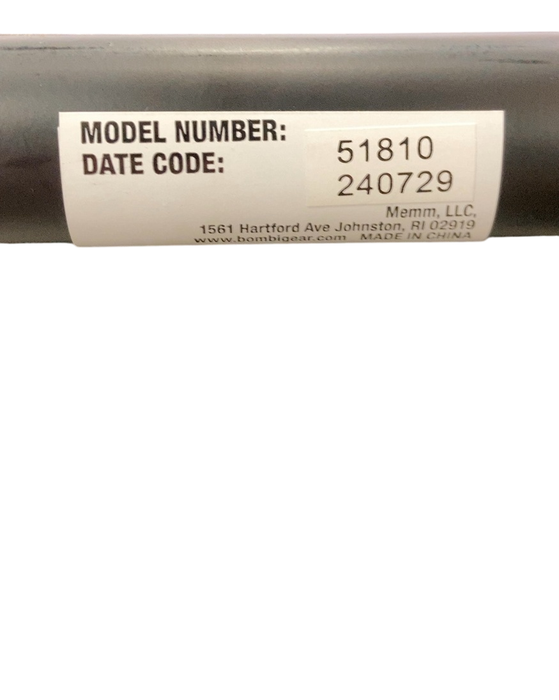 MODEL NUMBER: 51810
DATE CODE: 240729
Memm, LLC,
1561 Hartford Ave Johnston, RI 02919
www.bombigear.com MADE IN CHINA